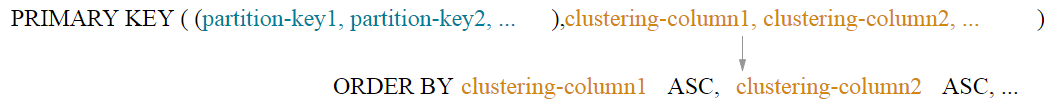 PRIMARY KEY ( (partition-key1, partition-key2, ... ),clustering-column1, clustering-column2, ... )
ORDER BY clustering-column1 ASC, clustering-column2 ASC, ...